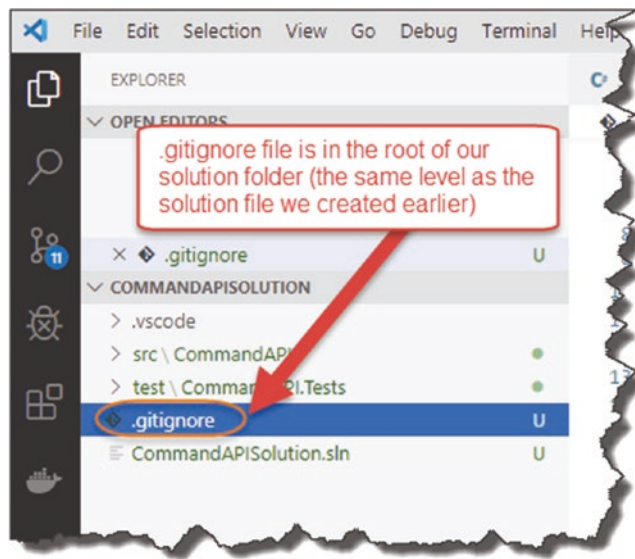 File Edit Selection View Go Debug Terminal Help
EXPLORER
OPEN EDITORS
.gitignore file is in the root of our
solution folder (the same level as the
solution file we created earlier)
.gitignore U
11
COMMANDAPISOLUTION
.vscode
src \ CommandAPI
test \ CommandAPI.Tests
.gitignore U
CommandAPISolution.sln U